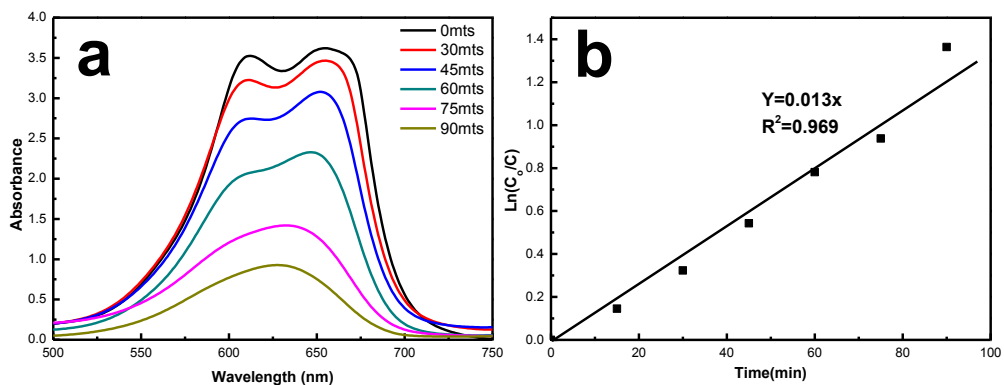 a
0mts
30mts
45mts
60mts
75mts
90mts
Absorbance
4.0
3.5
3.0
2.5
2.0
1.5
1.0
0.5
0.0
500 550 600 650 700 750
Wavelength (nm)
b
Y=0.013x
R²=0.969
Ln(Cₒ/C)
1.4
1.2
1.0
0.8
0.6
0.4
0.2
0.0
0 20 40 60 80 100
Time(min)